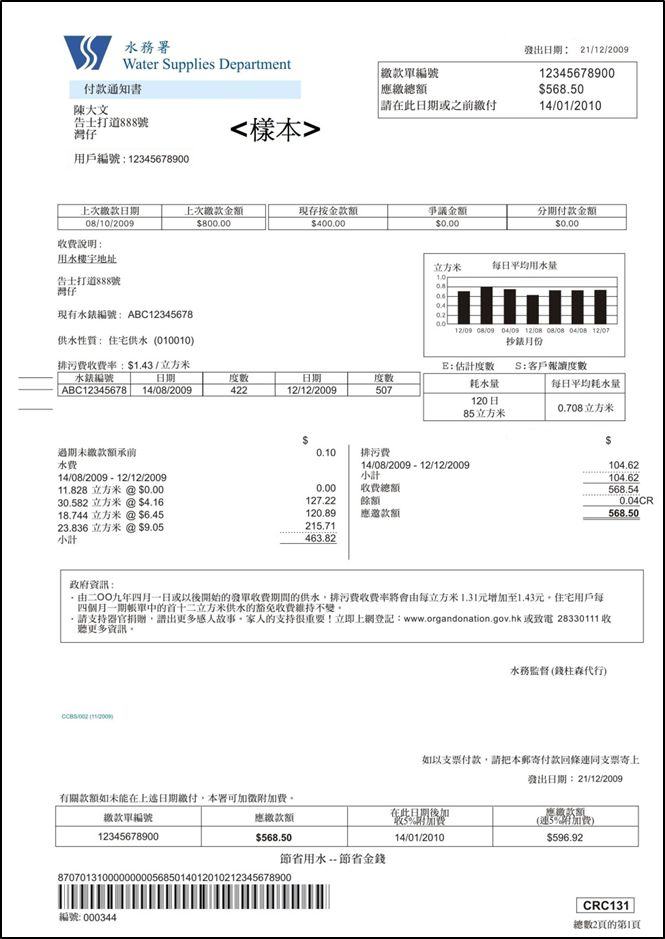 水務署
Water Supplies Department
發出日期： 21/12/2009
付款通知書
繳款單編號 12345678900
應繳總額 $568.50
請在此日期或之前繳付 14/01/2010
陳大文
告士打道888號
灣仔
<樣本>
用戶編號 : 12345678900
上次繳款日期 上次繳款金額 現存按金款額 爭議金額 分期付款金額
08/10/2009 $800.00 $400.00 $0.00 $0.00
收費說明 :
用水樓宇地址
告士打道888號
灣仔
現有水錶編號 : ABC12345678
供水性質 : 住宅供水 (010010)
立方米 每日平均用水量
1.0
0.8
0.6
0.4
0.2
0.0
12/09 08/09 04/09 12/08 08/08 04/08 12/07
抄錶月份
排污費收費率 : $1.43 / 立方米
E:估計度數 S:客戶報讀度數
水錶編號 日期 度數 日期 度數
ABC12345678 14/08/2009 422 12/12/2009 507
耗水量 每日平均耗水量
120 日
85立方米
0.708 立方米
$
過期未繳款額承前 0.10
水費
14/08/2009 - 12/12/2009
11.828 立方米 @ $0.00 0.00
30.582 立方米 @ $4.16 127.22
18.744 立方米 @ $6.45 120.89
23.836 立方米 @ $9.05 215.71
小計 463.82
$
排污費
14/08/2009 - 12/12/2009 104.62
小計 104.62
收費總額 568.54
餘額 0.04CR
應邀款額 568.50
政府資訊 :
· 由二OO九年四月一日或以後開始的發單收費期間的供水，排污費收費率將會由每立方米 1.31元增加至1.43元。住宅用戶每
四個月一期帳單中的首十二立方米供水的豁免收費維持不變。
· 請支持器官捐贈，譜出更多感人故事。家人的支持很重要！立即上網登記：www.organdonation.gov.hk 或致電 28330111 收
聽更多資訊。
水務監督 (錢柱森代行)
CCBS/002 (11/2009)
如以支票付款，請把本郵寄付款回條連同支票寄上
發出日期：21/12/2009
有關款額如未能在上述日期繳付，本署可加徵附加費。
繳款單編號 應繳款額 在此日期後加
收5%附加費 應繳款額
(連5%附加費)
12345678900 $568.50 14/01/2010 $596.92
節省用水 -- 節省金錢
87070131000000000568501401201021234567​8900
編號: 000344
CRC131
總數2頁的第1頁